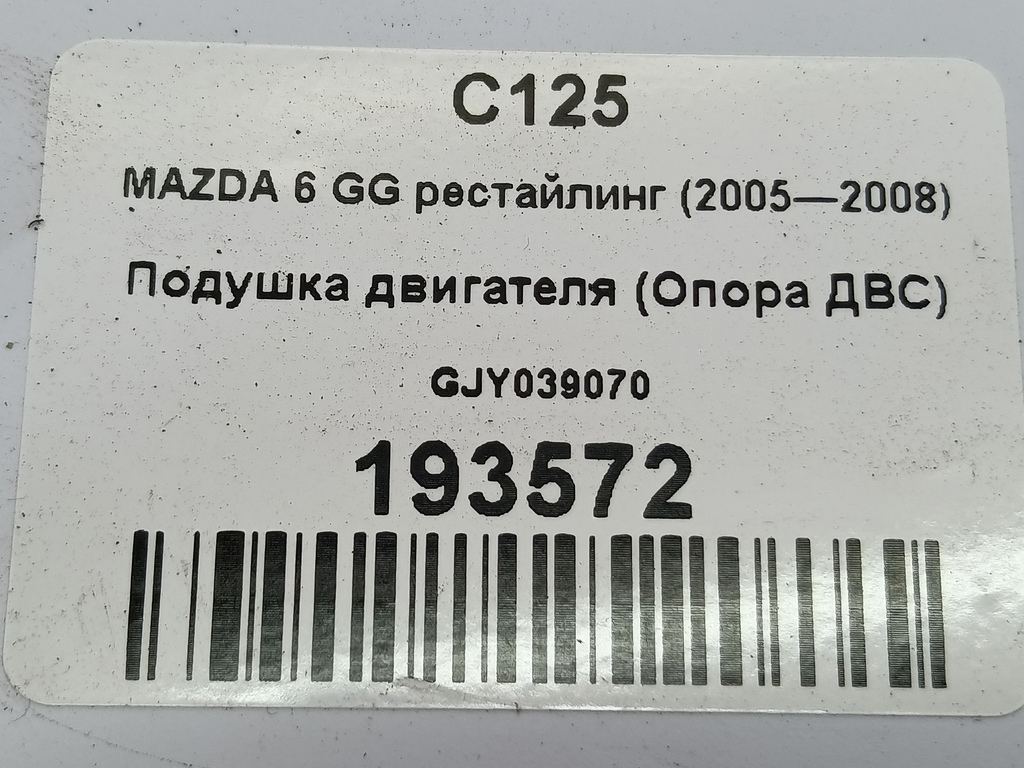 C125
MAZDA 6 GG рестайлинг (2005—2008)
Подушка двигателя (Опора ДВС)
GJY039070
193572